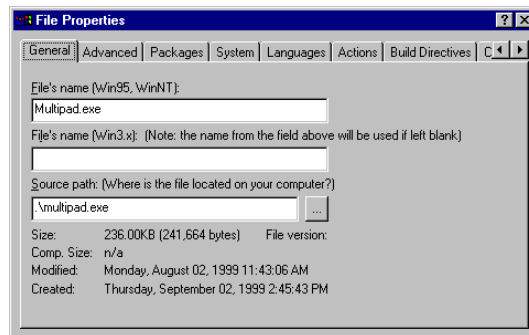 File Properties
General Advanced Packages System Languages Actions Build Directives C
File's name (Win95, WinNT):
Multipad.exe
File's name (Win3.x): (Note: the name from the field above will be used if left blank)
Source path: (Where is the file located on your computer?)
.\multipad.exe ...
Size: 236.00KB (241,664 bytes) File version:
Comp. Size: n/a
Modified: Monday, August 02, 1999 11:43:06 AM
Created: Thursday, September 02, 1999 2:45:43 PM